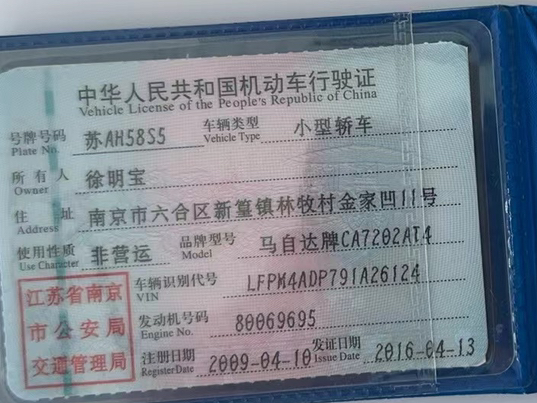 中华人民共和国机动车行驶证
Vehicle License of the People's Republic of China
号牌号码 苏AH58S5 车辆类型 小型轿车
Plate No. Vehicle Type
所有人 徐明宝
Owner
住址 南京市六合区新篁镇林牧村金家凹11号
Address
使用性质 非营运 品牌型号 马自达牌CA7202AT4
Use Character Model
江苏省南京
市公安局
交通管理局
车辆识别代号 LFPM4ADP791A26124
VIN
发动机号码 80069695
Engine No.
注册日期 2009-04-10 发证日期 2016-04-13
Register Date Issue Date